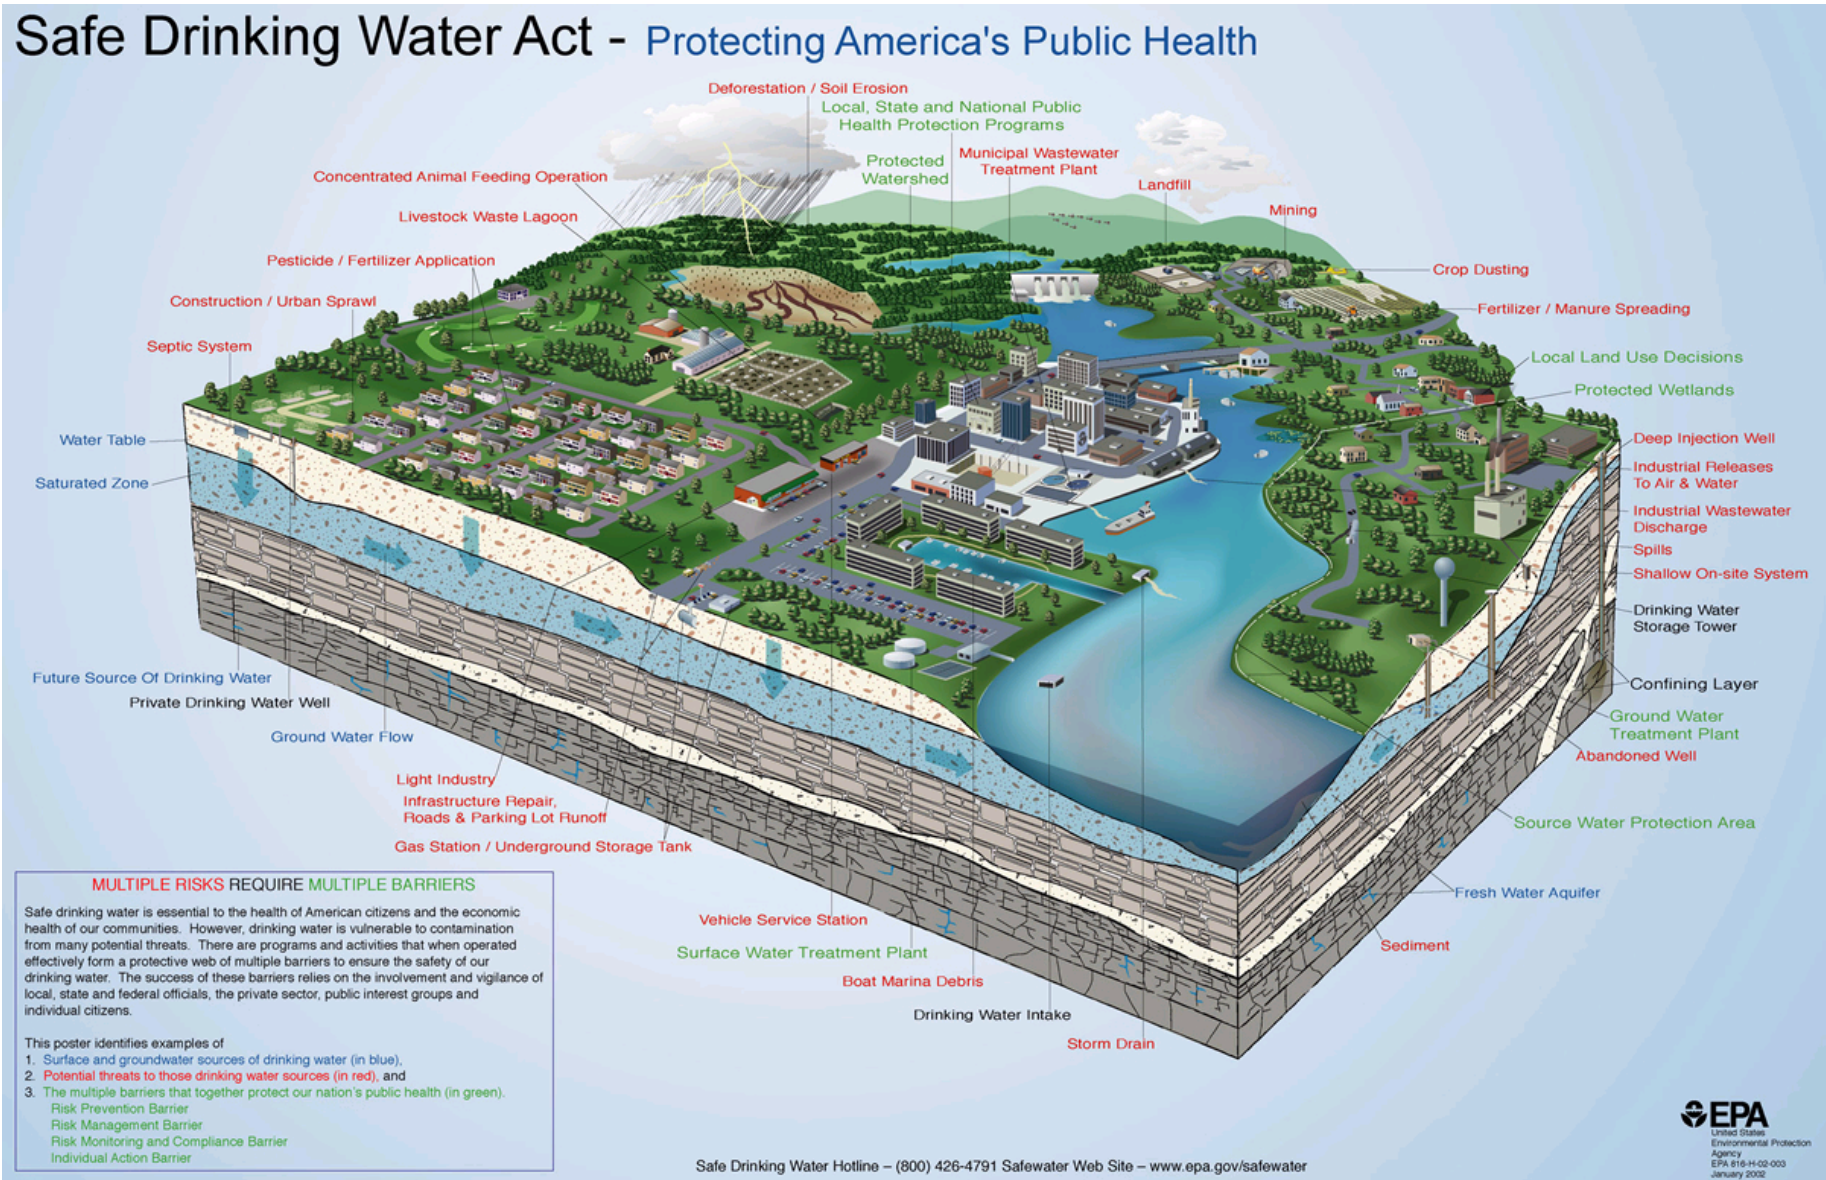 Safe Drinking Water Act - Protecting America's Public Health
Deforestation / Soil Erosion
Local, State and National Public
Health Protection Programs
Protected
Watershed
Municipal Wastewater
Treatment Plant
Landfill
Mining
Concentrated Animal Feeding Operation
Livestock Waste Lagoon
Pesticide / Fertilizer Application
Construction / Urban Sprawl
Septic System
Crop Dusting
Fertilizer / Manure Spreading
Local Land Use Decisions
Protected Wetlands
Water Table
Saturated Zone
Deep Injection Well
Industrial Releases
To Air & Water
Industrial Wastewater
Discharge
Spills
Shallow On-site System
Drinking Water
Storage Tower
Confining Layer
Ground Water
Treatment Plant
Abandoned Well
Source Water Protection Area
Fresh Water Aquifer
Sediment
Future Source Of Drinking Water
Private Drinking Water Well
Ground Water Flow
Light Industry
Infrastructure Repair,
Roads & Parking Lot Runoff
Gas Station / Underground Storage Tank
Vehicle Service Station
Surface Water Treatment Plant
Boat Marina Debris
Drinking Water Intake
Storm Drain
MULTIPLE RISKS REQUIRE MULTIPLE BARRIERS
Safe drinking water is essential to the health of American citizens and the economic
health of our communities. However, drinking water is vulnerable to contamination
from many potential threats. There are programs and activities that when operated
effectively form a protective web of multiple barriers to ensure the safety of our
drinking water. The success of these barriers relies on the involvement and vigilance of
local, state and federal officials, the private sector, public interest groups and
individual citizens.
This poster identifies examples of
1. Surface and groundwater sources of drinking water (in blue),
2. Potential threats to those drinking water sources (in red), and
3. The multiple barriers that together protect our nation's public health (in green).
Risk Prevention Barrier
Risk Management Barrier
Risk Monitoring and Compliance Barrier
Individual Action Barrier
Safe Drinking Water Hotline – (800) 426-4791 Safewater Web Site – www.epa.gov/safewater
EPA
United States
Environmental Protection
Agency
EPA 816-H-02-003
January 2002